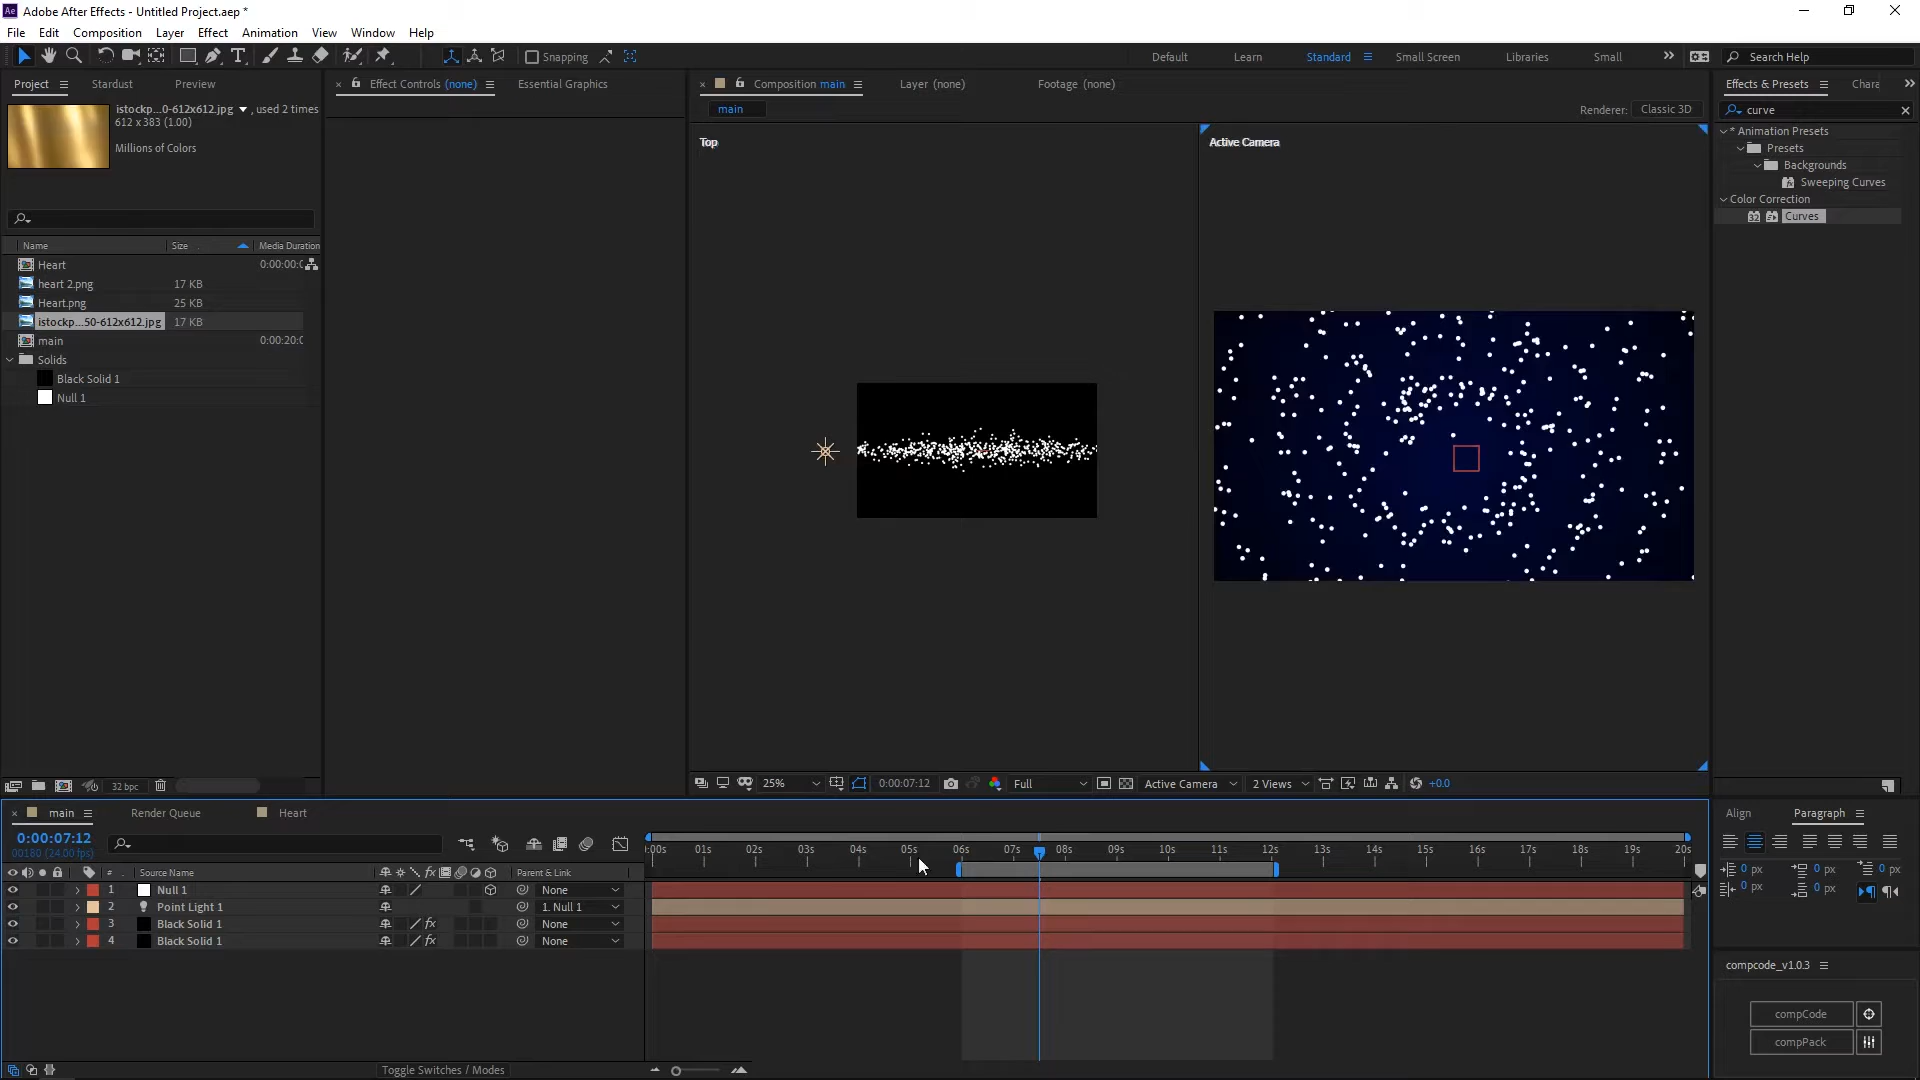 Adobe After Effects - Untitled Project.aep *
File Edit Composition Layer Effect Animation View Window Help
Snapping Default Learn Standard Small Screen Libraries Small Search Help
Project Stardust Preview
Effect Controls (none) Essential Graphics
Composition main Layer (none) Footage (none)
Effects & Presets Chara
istockp...0-612x612.jpg , used 2 times
612 x 383 (1.00)
Millions of Colors
main
Renderer: Classic 3D
curve
* Animation Presets
Presets
Backgrounds
Sweeping Curves
Color Correction
Curves
Top
Active Camera
Name Size Media Duration
Heart 0:00:00:0
heart 2.png 17 KB
Heart.png 25 KB
istockp...50-612x612.jpg 17 KB
main 0:00:20:0
Solids
Black Solid 1
Null 1
32 bpc
25% 0:00:07:12 Full Active Camera 2 Views +0.0
main Render Queue Heart
0:00:07:12
00180 (24.00 fps)
:00s 01s 02s 03s 04s 05s 06s 07s 08s 09s 10s 11s 12s 13s 14s 15s 16s 17s 18s 19s 20s
# Source Name fx Parent & Link
1 Null 1 None
2 Point Light 1 1. Null 1
3 Black Solid 1 fx None
4 Black Solid 1 fx None
Toggle Switches / Modes
Align Paragraph
0 px 0 px 0 px
0 px 0 px
compcode_v1.0.3
compCode
compPack